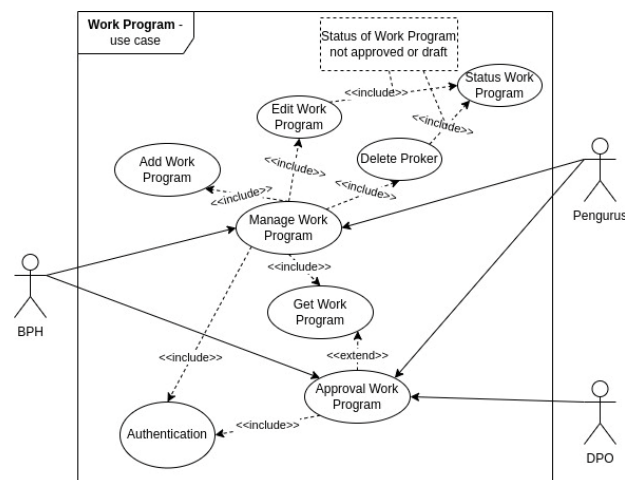 Work Program -
use case
Status of Work Program
not approved or draft
Status Work
Program
<<include>>
Edit Work
Program
<<include>>
Delete Proker
Add Work
Program
<<include>>
<<include>>
<<include>>
Manage Work
Program
Pengurus
<<include>>
Get Work
Program
BPH
<<include>>
<<extend>>
Approval Work
Program
Authentication
<<include>>
DPO